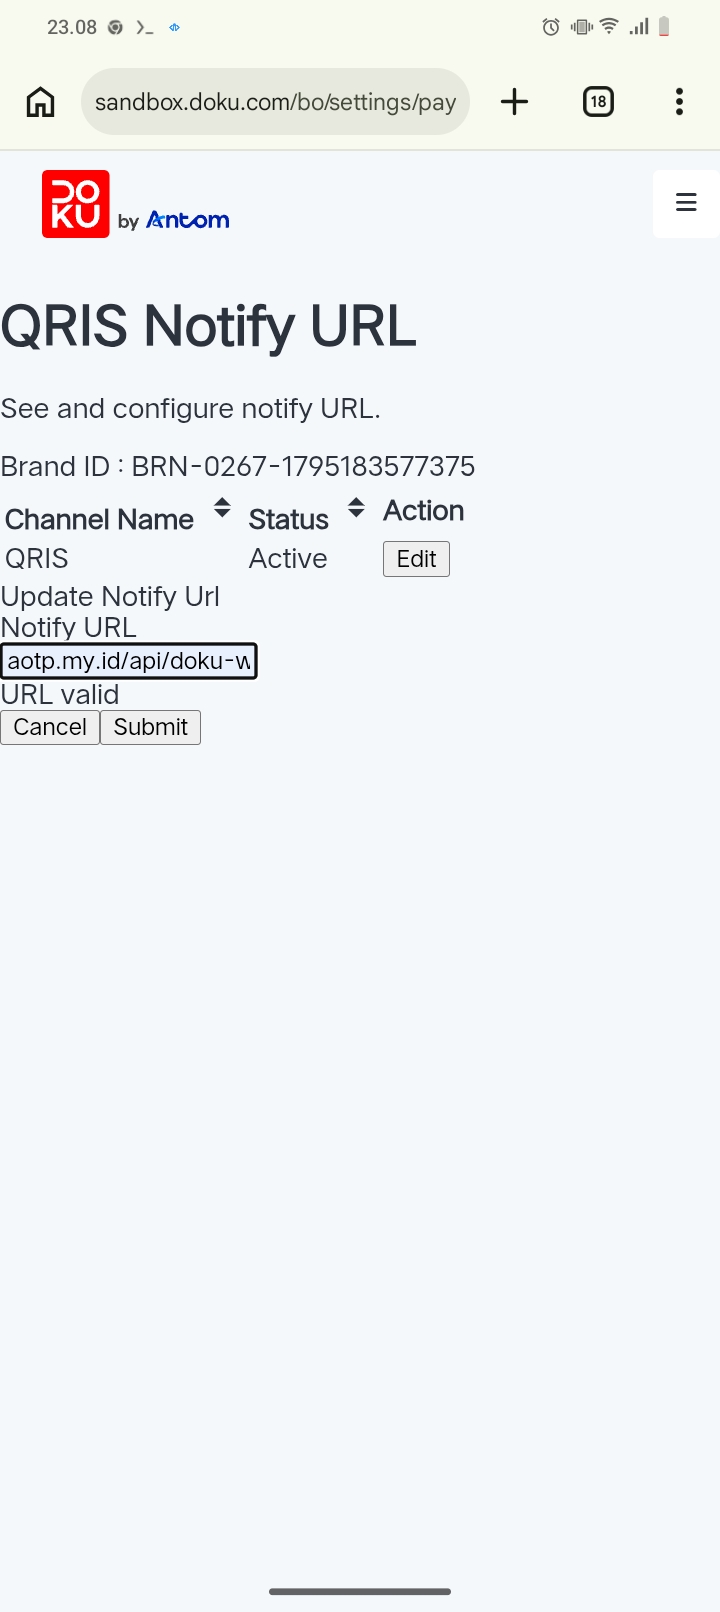 23.08
18
sandbox.doku.com/bo/settings/pay
DOKU by Antom
QRIS Notify URL
See and configure notify URL.
Brand ID : BRN-0267-1795183577375
Channel Name Status Action
QRIS Active Edit
Update Notify Url
Notify URL
aotp.my.id/api/doku-w
URL valid
Cancel Submit